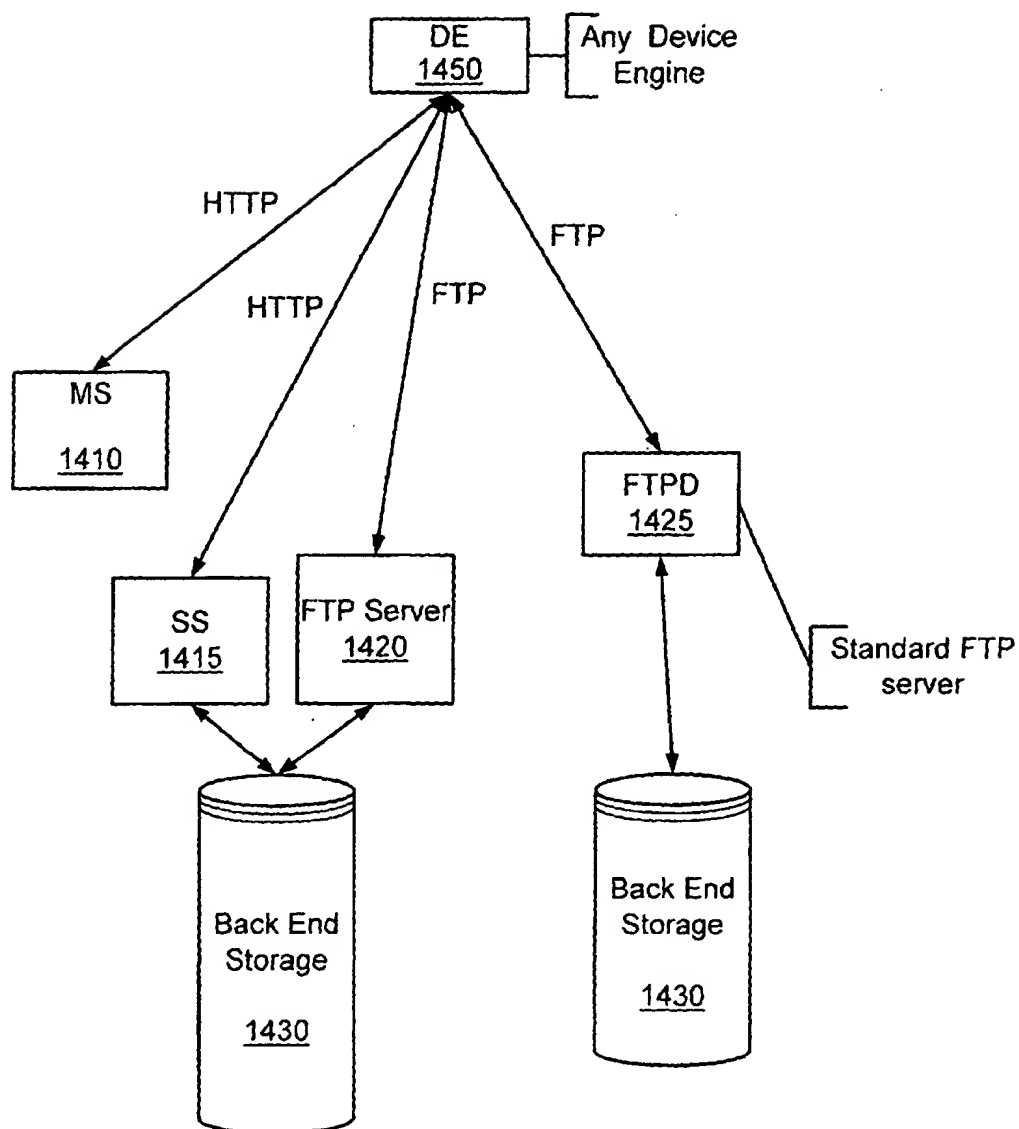 DE
1450
Any Device
Engine
HTTP
FTP
HTTP
FTP
MS
1410
FTPD
1425
SS
1415
FTP Server
1420
Standard FTP
server
Back End
Storage
1430
Back End
Storage
1430